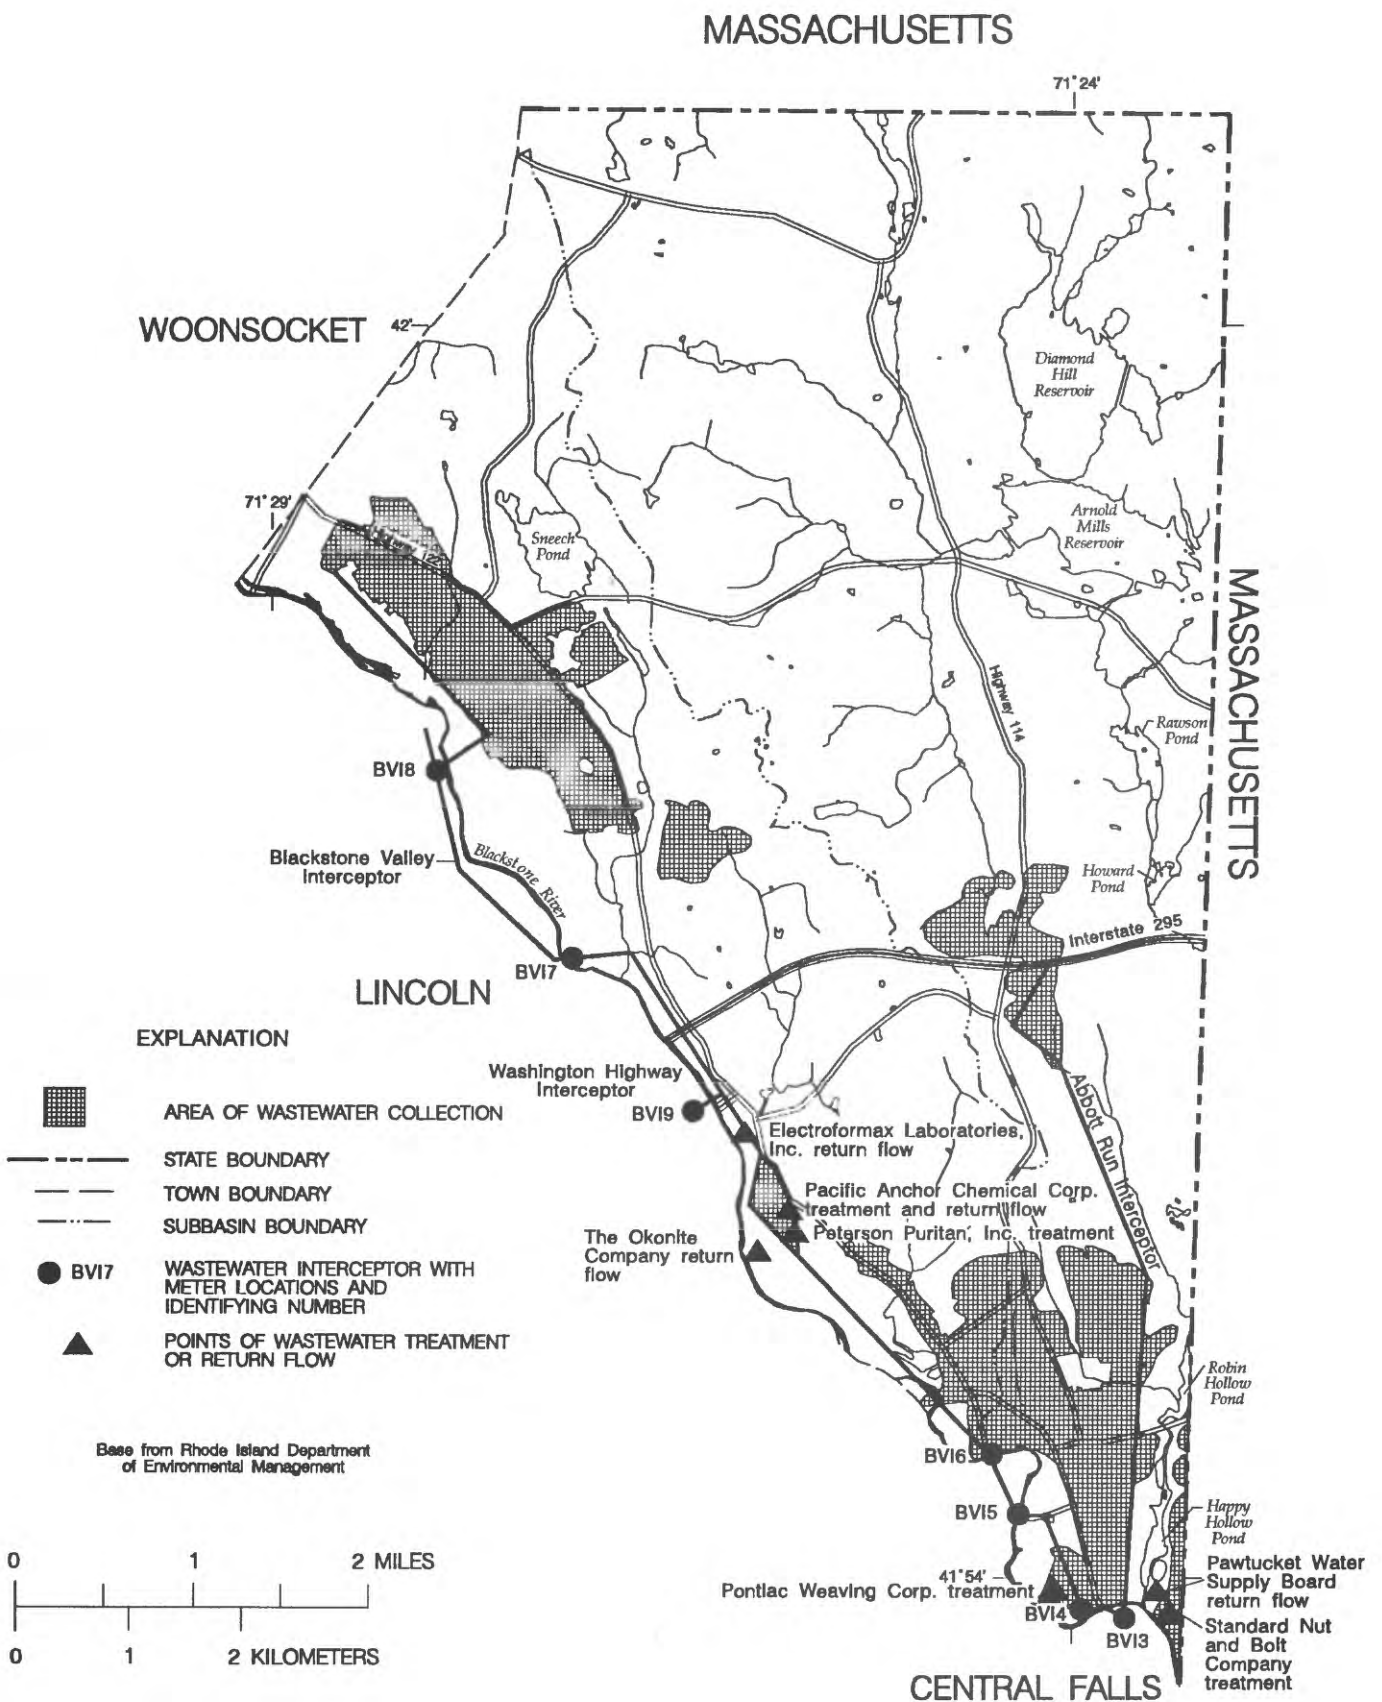 MASSACHUSETTS
71°24'
WOONSOCKET
42'
Diamond
Hill
Reservoir
71°29'
Arnold
Mills
Reservoir
Sneech
Pond
MASSACHUSETTS
Highway 114
Rawson
Pond
BVI8
Blackstone Valley
Interceptor
Blackstone River
Howard
Pond
Interstate 295
BVI7
LINCOLN
EXPLANATION
AREA OF WASTEWATER COLLECTION
STATE BOUNDARY
TOWN BOUNDARY
SUBBASIN BOUNDARY
BVI7
WASTEWATER INTERCEPTOR WITH
METER LOCATIONS AND
IDENTIFYING NUMBER
POINTS OF WASTEWATER TREATMENT
OR RETURN FLOW
Washington Highway
Interceptor
BVI9
Abbott Run Interceptor
Electroformax Laboratories,
Inc. return flow
Pacific Anchor Chemical Corp.
treatment and return flow
Peterson Puritan, Inc. treatment
The Okonite
Company return
flow
Robin
Hollow
Pond
BVI6
BVI5
Happy
Hollow
Pond
41°54'
Pontiac Weaving Corp. treatment
Pawtucket Water
Supply Board
return flow
BVI4
BVI3
Standard Nut
and Bolt
Company
treatment
CENTRAL FALLS
Base from Rhode Island Department
of Environmental Management
0 1 2 MILES
0 1 2 KILOMETERS